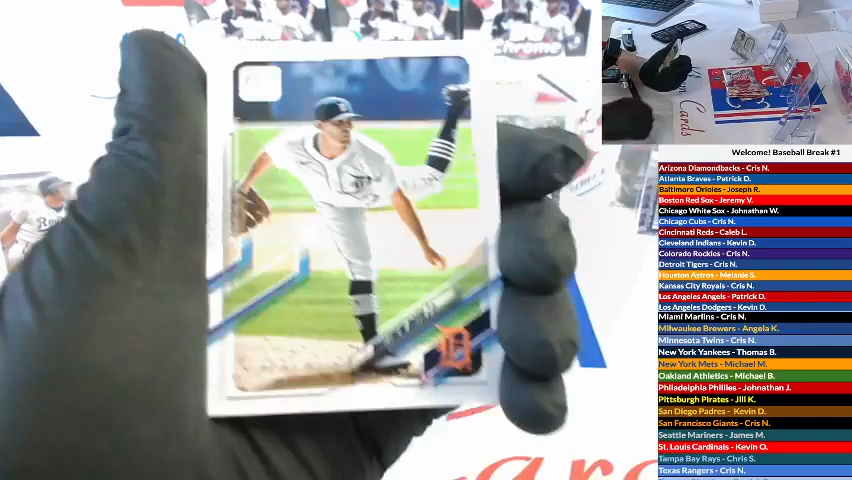 Chrome
D
D
Cards
Welcome! Baseball Break #1
Arizona Diamondbacks - Cris N.
Atlanta Braves - Patrick D.
Baltimore Orioles - Joseph R.
Boston Red Sox - Jeremy V.
Chicago White Sox - Johnathan W.
Chicago Cubs - Cris N.
Cincinnati Reds - Caleb L.
Cleveland Indians - Kevin D.
Colorado Rockies - Cris N.
Detroit Tigers - Cris N.
Houston Astros - Melanie S.
Kansas City Royals - Cris N.
Los Angeles Angels - Patrick D.
Los Angeles Dodgers - Kevin D.
Miami Marlins - Cris N.
Milwaukee Brewers - Angela K.
Minnesota Twins - Cris N.
New York Yankees - Thomas B.
New York Mets - Michael M.
Oakland Athletics - Michael B.
Philadelphia Phillies - Johnathan J.
Pittsburgh Pirates - Jill K.
San Diego Padres - Kevin D.
San Francisco Giants - Cris N.
Seattle Mariners - James M.
St. Louis Cardinals - Kevin O.
Tampa Bay Rays - Chris S.
Texas Rangers - Cris N.